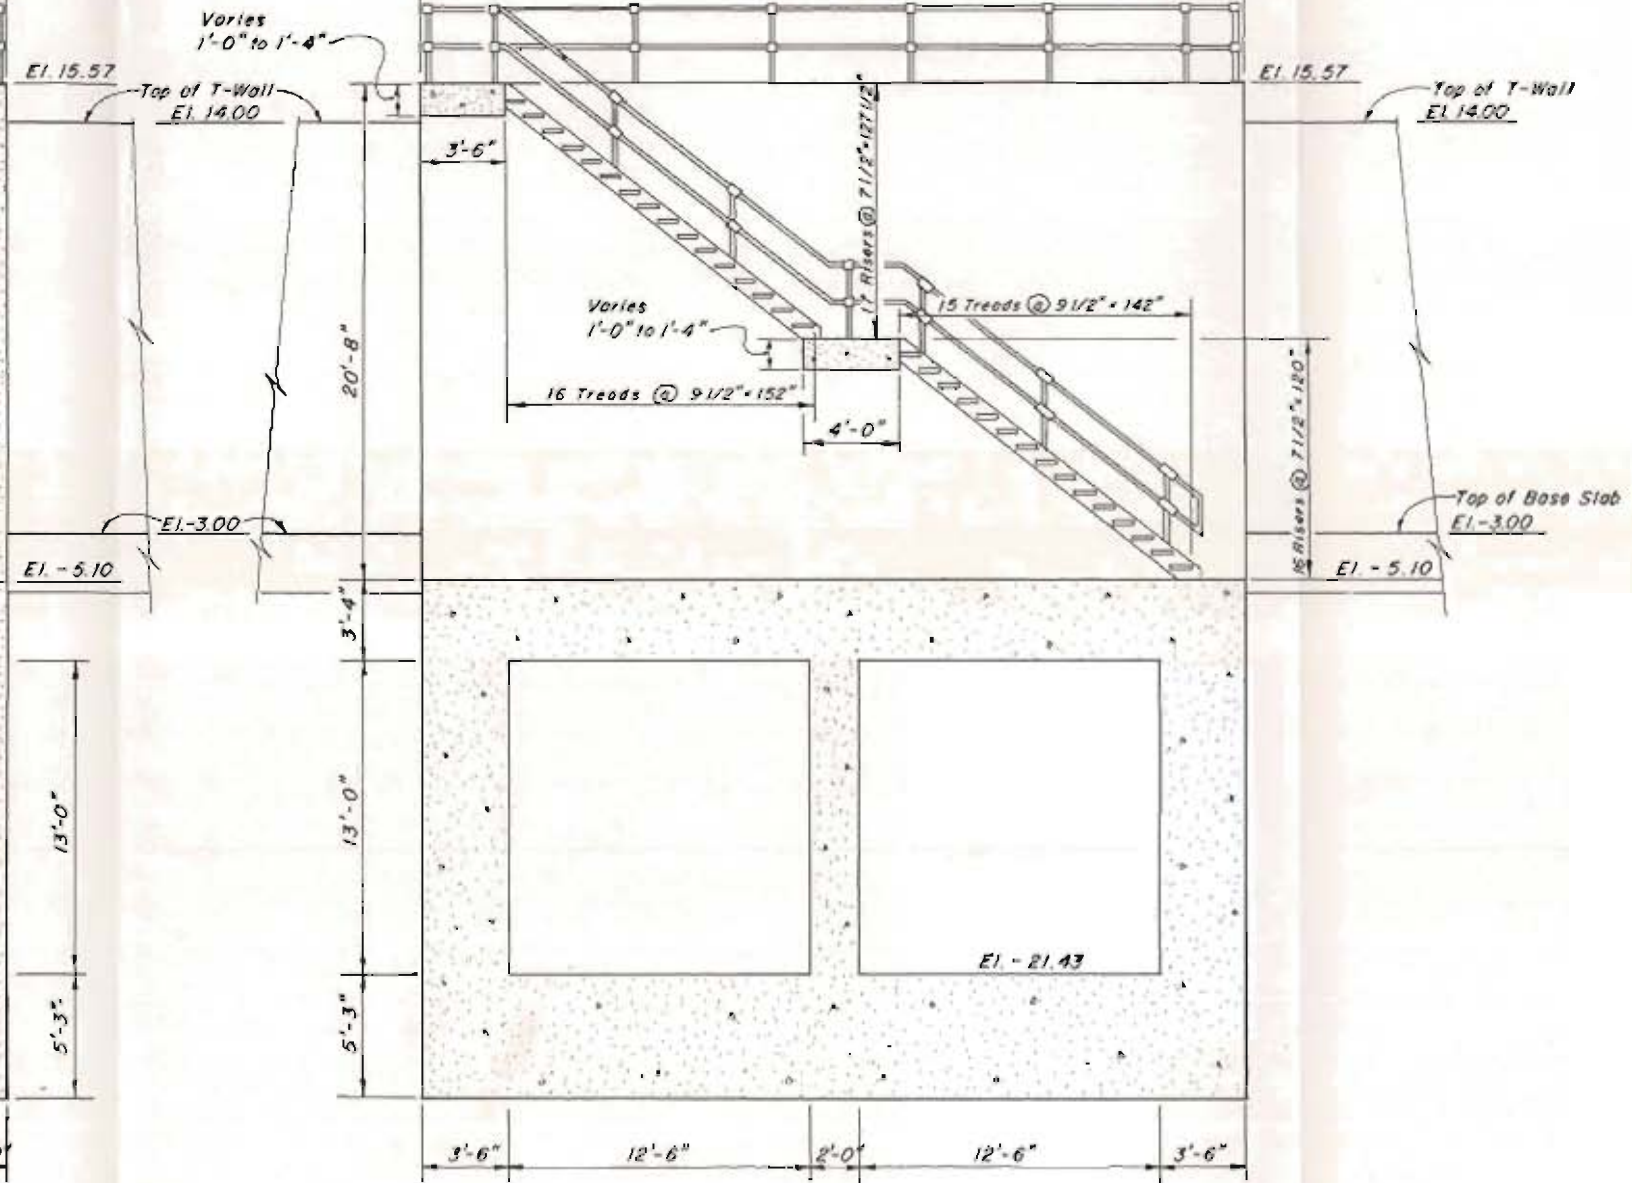 Varies
1'-0" to 1'-4"
El. 15.57
Top of T-Wall
El. 14.00
3'-6"
17 Risers @ 7 1/2"=127 1/2"
El. 15.57
Top of T-Wall
El. 14.00
Varies
1'-0" to 1'-4"
15 Treads @ 9 1/2" = 142"
20'-8"
16 Treads @ 9 1/2" = 152"
4'-0"
16 Risers @ 7 1/2"=120"
El.-3.00
Top of Base Slab
El.-3.00
El. - 5.10
El. - 5.10
3'-4"
13'-0"
13'-0"
El. - 21.43
5'-3"
5'-3"
3'-6"
12'-6"
2'-0"
12'-6"
3'-6"